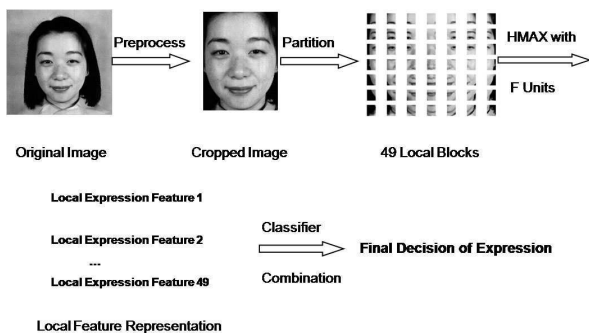 Preprocess
Partition
HMAX with
F Units
Original Image
Cropped Image
49 Local Blocks
Local Expression Feature 1
Local Expression Feature 2
---
Local Expression Feature 49
Classifier
Combination
Final Decision of Expression
Local Feature Representation